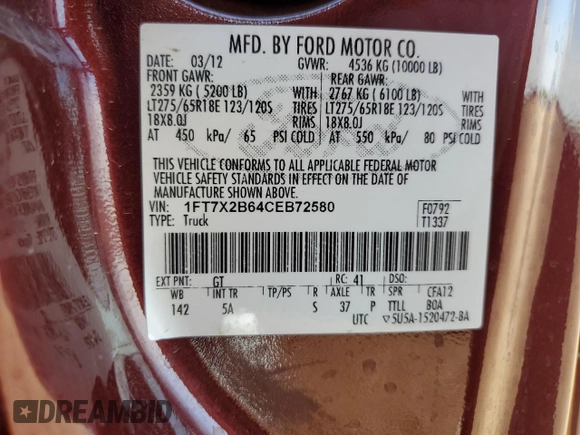 MFD. BY FORD MOTOR CO.
DATE: 03/12 GVWR: 4536 KG (10000 LB)
FRONT GAWR: REAR GAWR:
2359 KG ( 5200 LB) WITH 2767 KG ( 6100 LB) WITH
LT275/65R18E 123/120S TIRES LT275/65R18E 123/120S TIRES
18X8.0J RIMS 18X8.0J RIMS
AT 450 kPa/ 65 PSI COLD AT 550 kPa/ 80 PSI COLD
THIS VEHICLE CONFORMS TO ALL APPLICABLE FEDERAL MOTOR
VEHICLE SAFETY STANDARDS IN EFFECT ON THE DATE OF
MANUFACTURE SHOWN ABOVE.
VIN: 1FT7X2B64CEB72580 F0792
TYPE: Truck T1337
EXT PNT: GT RC: 41 DSO:
WB INT TR TP/PS R AXLE TR SPR CFA12
142 5A S 37 P TTLL BOA
UTC ▽5U5A-1520472-BA
DREAMBID